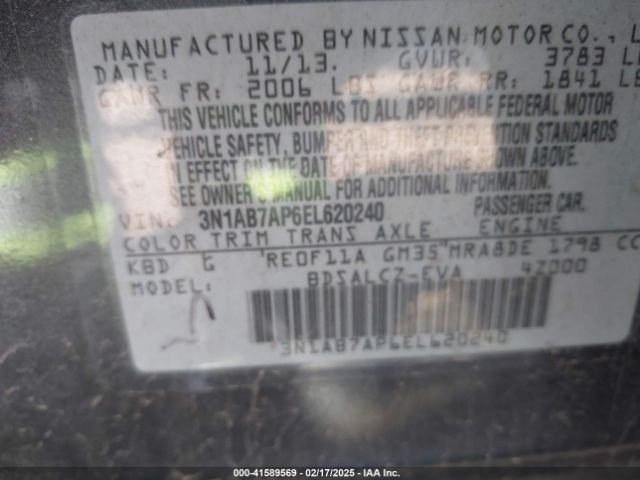 MANUFACTURED BY NISSAN MOTOR CO., L
DATE: 11/13. GVWR: 3783 LB
GAWR FR: 2006 LBS GAWR RR: 1841 LB
THIS VEHICLE CONFORMS TO ALL APPLICABLE FEDERAL MOTOR
VEHICLE SAFETY, BUMPER AND THEFT PREVENTION STANDARDS
IN EFFECT ON THE DATE OF MANUFACTURE SHOWN ABOVE.
SEE OWNER'S MANUAL FOR ADDITIONAL INFORMATION.
VIN: 3N1AB7AP6EL620240 PASSENGER CAR.
COLOR TRIM TRANS AXLE ENGINE
KBD G RE0F11A GM35 MRA8DE 1798 CC
MODEL: BDSALCZ-EVA 42000
3N1AB7AP6EL620240
000-41589569 - 02/17/2025 - IAA Inc.